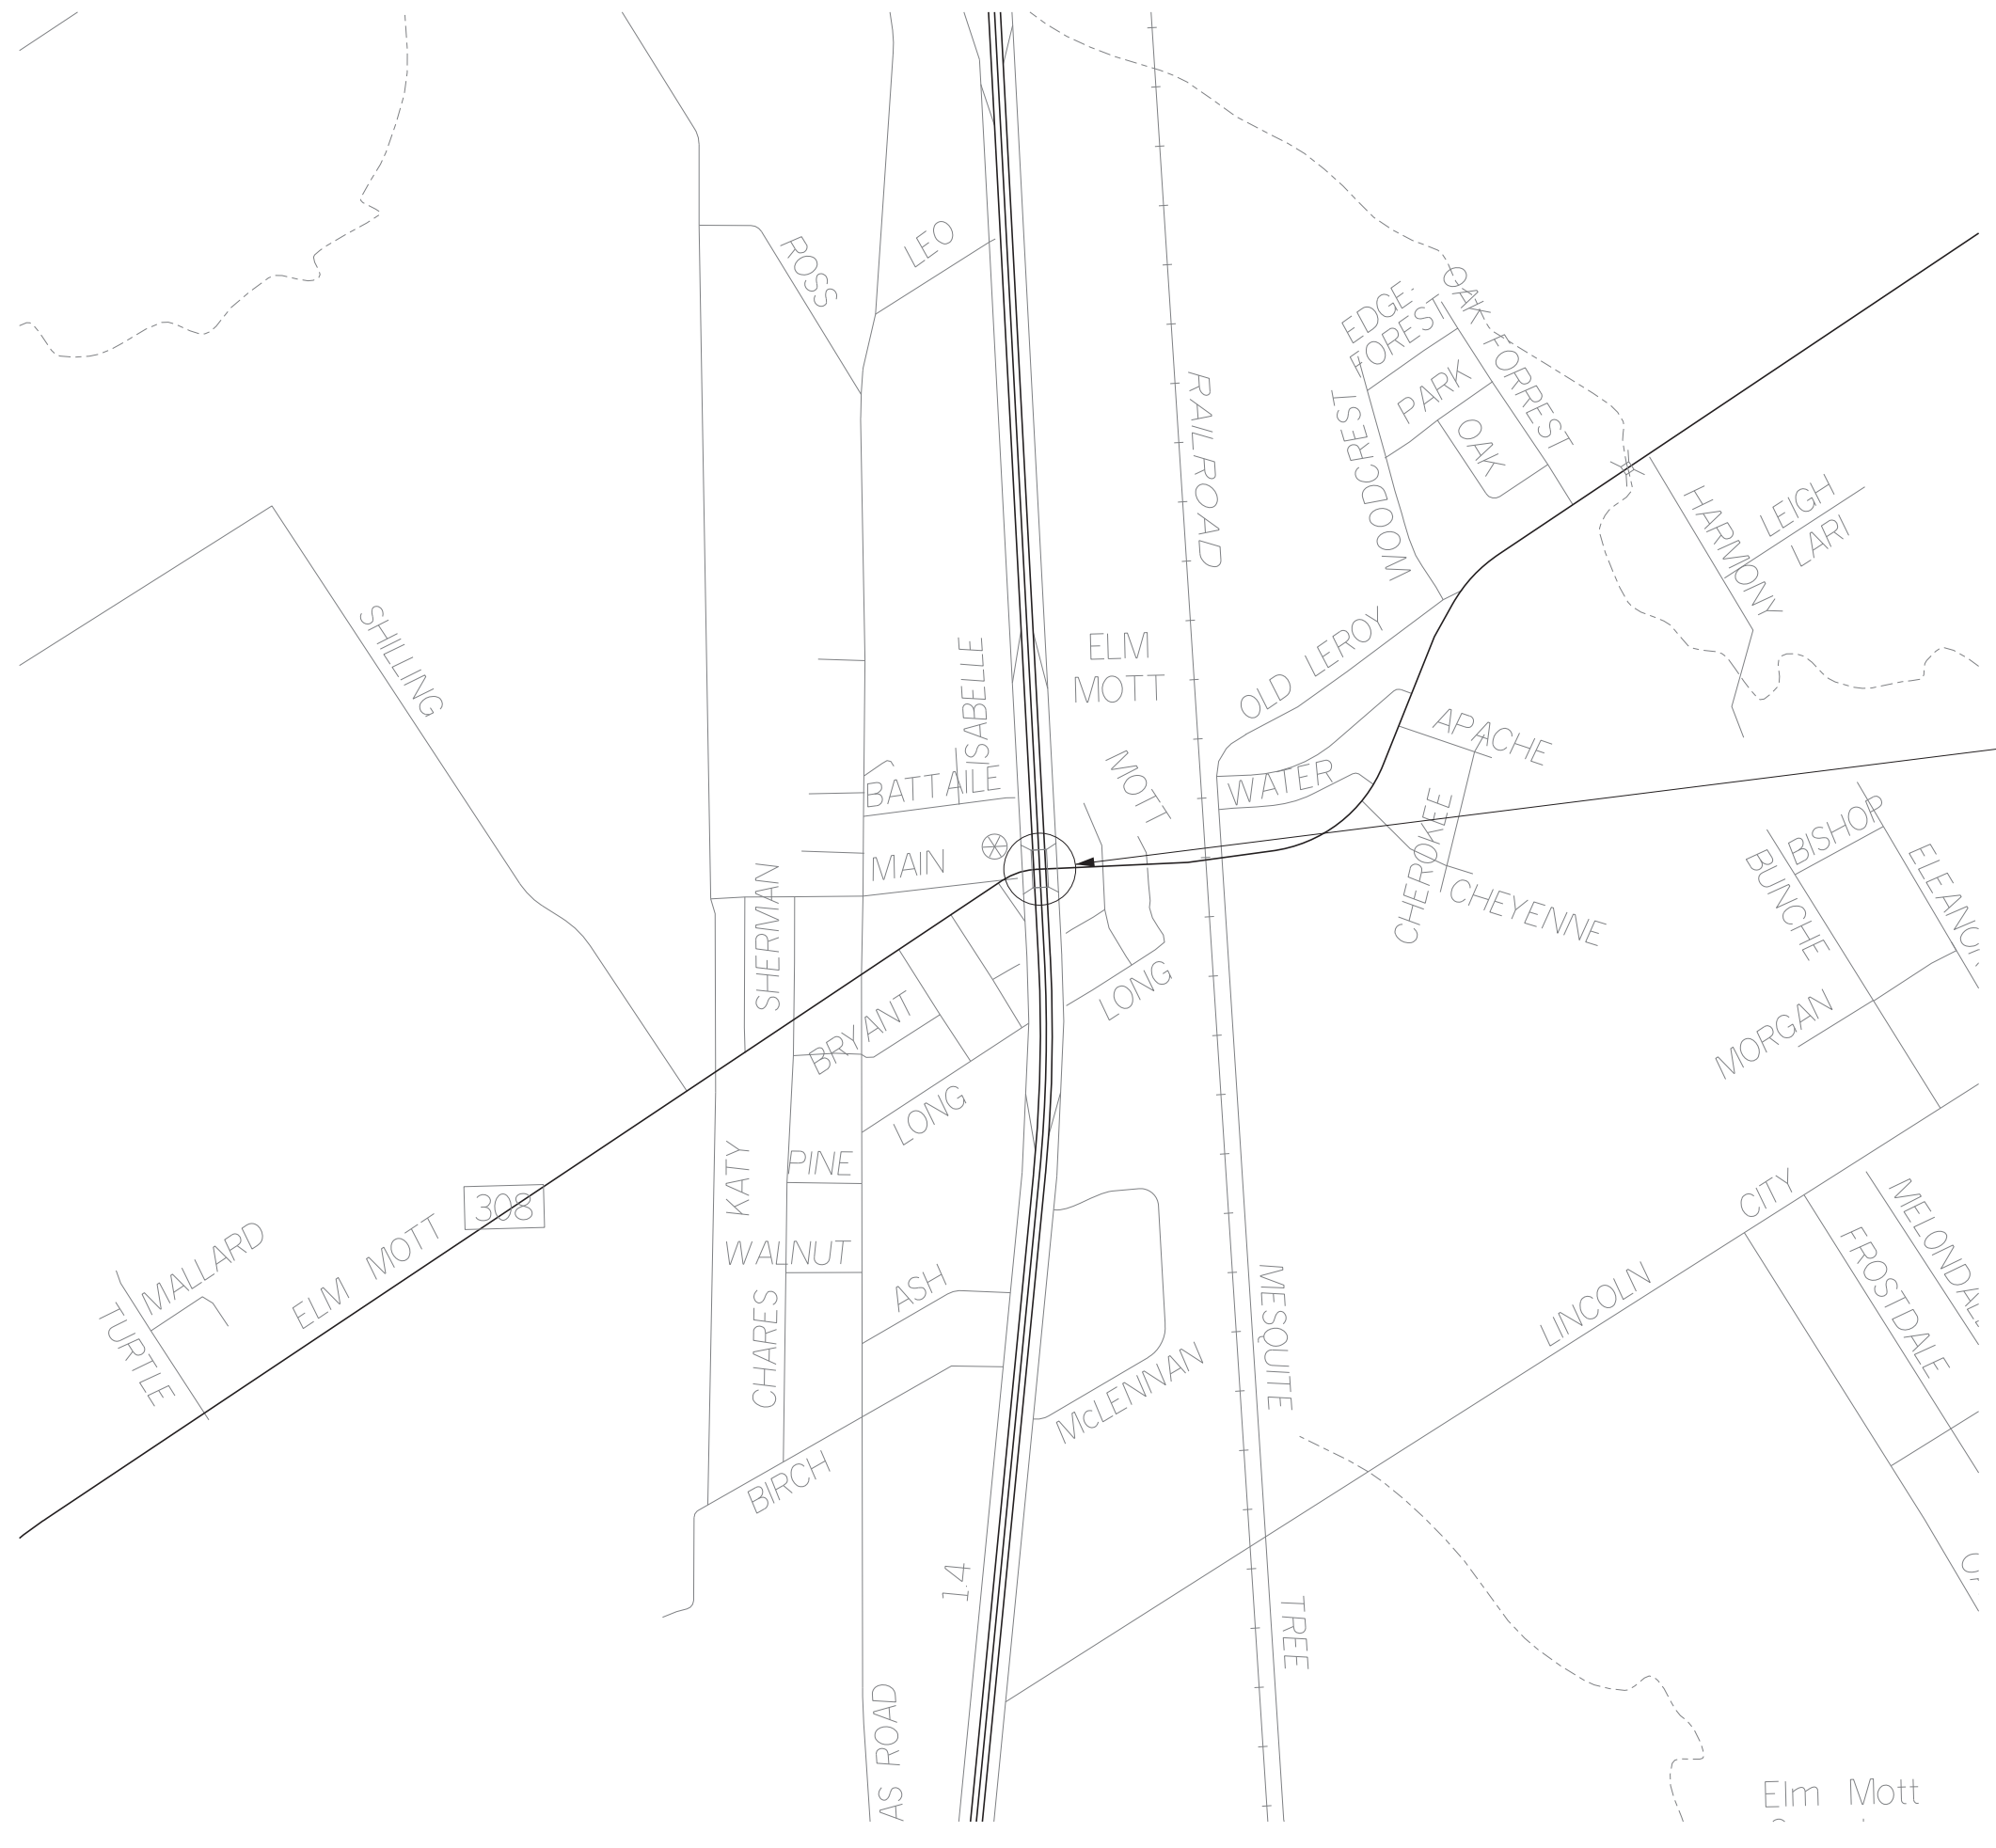 LEO
ROSS
OAK FORREST
EDGE-
FOREST
PARK
OAK
WOODCREST
RAILROAD
HARMONY
LEIGH
LARI
SHILLING
ELM
MOTT
OLD LEROY
ISABELLE
APACHE
MOTT
BATTAILE
WATER
CHEROKEE
MAIN
BISHOP
BUNCHE
SHERMAN
CHEYENNE
LONG
BRYANT
MORGAN
LONG
KATY
PINE
CITY
308
MALLARD
ELM MOTT
WALNUT
ASH
CHARES
TURTLE
LINCOLN
FROSTDALE
MESQUITE
McLENNAN
BIRCH
14
TREE
AS ROAD
Elm Mott